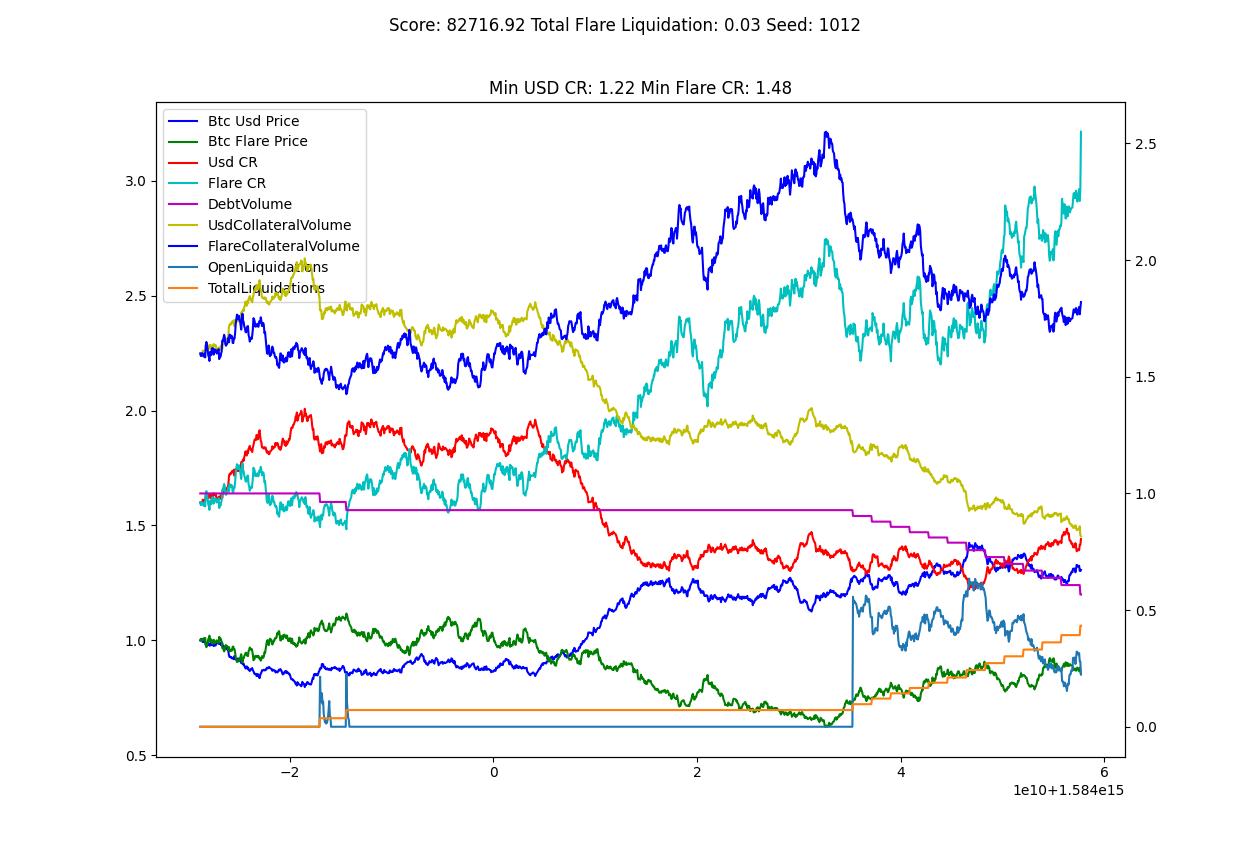 Score: 82716.92 Total Flare Liquidation: 0.03 Seed: 1012
Min USD CR: 1.22 Min Flare CR: 1.48
Btc Usd Price
Btc Flare Price
Usd CR
Flare CR
DebtVolume
UsdCollateralVolume
FlareCollateralVolume
OpenLiquidations
TotalLiquidations
3.0
2.5
2.0
1.5
1.0
0.5
2.5
2.0
1.5
1.0
0.5
0.0
−2
0
2
4
6
1e10+1.584e15